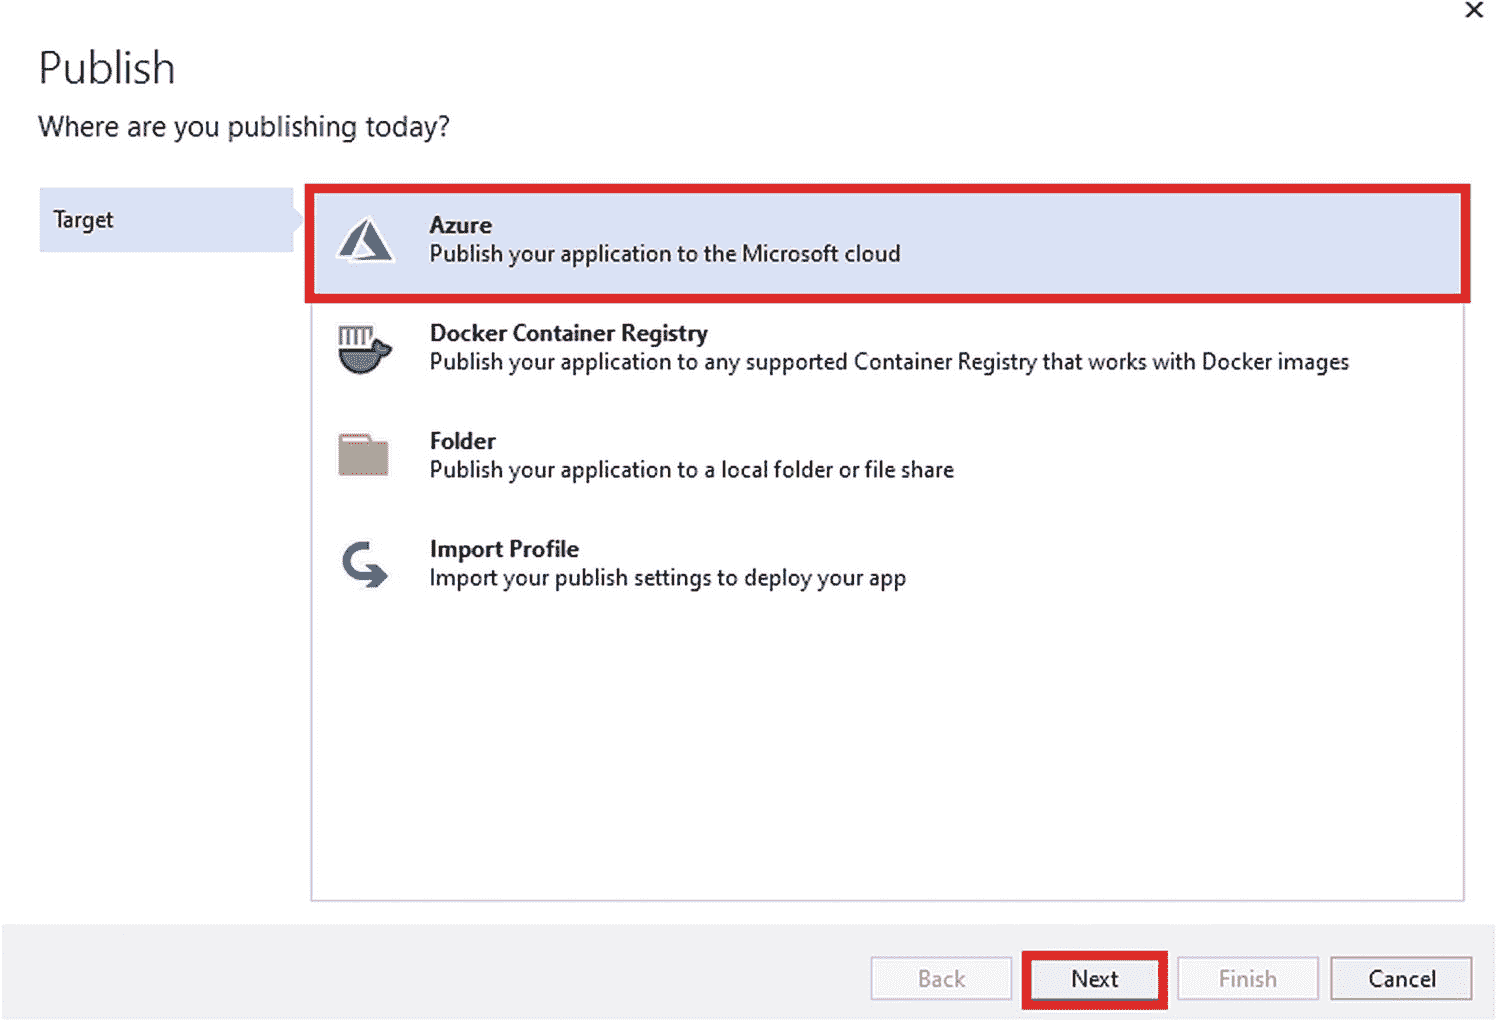 Publish
Where are you publishing today?
Target
Azure
Publish your application to the Microsoft cloud
Docker Container Registry
Publish your application to any supported Container Registry that works with Docker images
Folder
Publish your application to a local folder or file share
Import Profile
Import your publish settings to deploy your app
Back
Next
Finish
Cancel